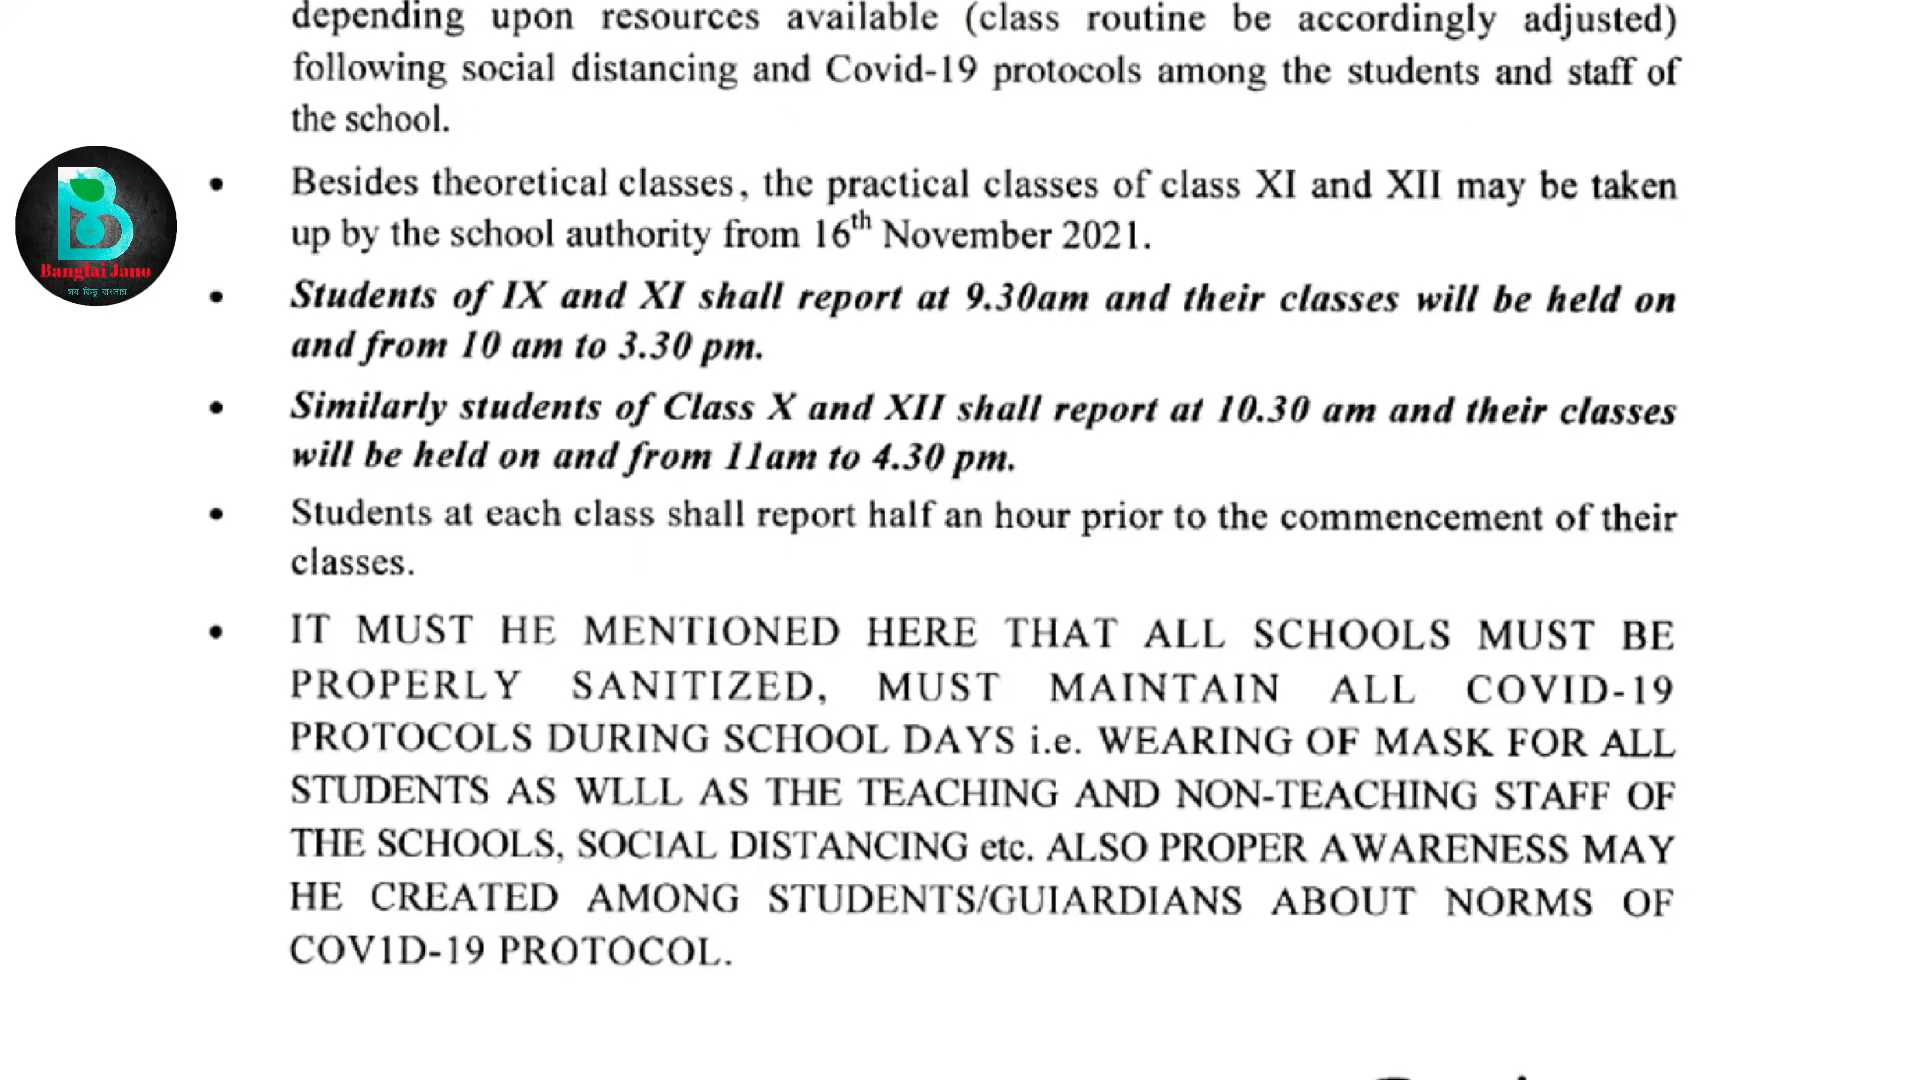 depending upon resources available (class routine be accordingly adjusted)
following social distancing and Covid-19 protocols among the students and staff of
the school.
• Besides theoretical classes, the practical classes of class XI and XII may be taken
up by the school authority from 16th November 2021.
• Students of IX and XI shall report at 9.30am and their classes will be held on
and from 10 am to 3.30 pm.
• Similarly students of Class X and XII shall report at 10.30 am and their classes
will be held on and from 11am to 4.30 pm.
• Students at each class shall report half an hour prior to the commencement of their
classes.
• IT MUST HE MENTIONED HERE THAT ALL SCHOOLS MUST BE
PROPERLY SANITIZED, MUST MAINTAIN ALL COVID-19
PROTOCOLS DURING SCHOOL DAYS i.e. WEARING OF MASK FOR ALL
STUDENTS AS WLLL AS THE TEACHING AND NON-TEACHING STAFF OF
THE SCHOOLS, SOCIAL DISTANCING etc. ALSO PROPER AWARENESS MAY
HE CREATED AMONG STUDENTS/GUIARDIANS ABOUT NORMS OF
COV1D-19 PROTOCOL.
Banglai Jano
সব কিছু বাংলায়